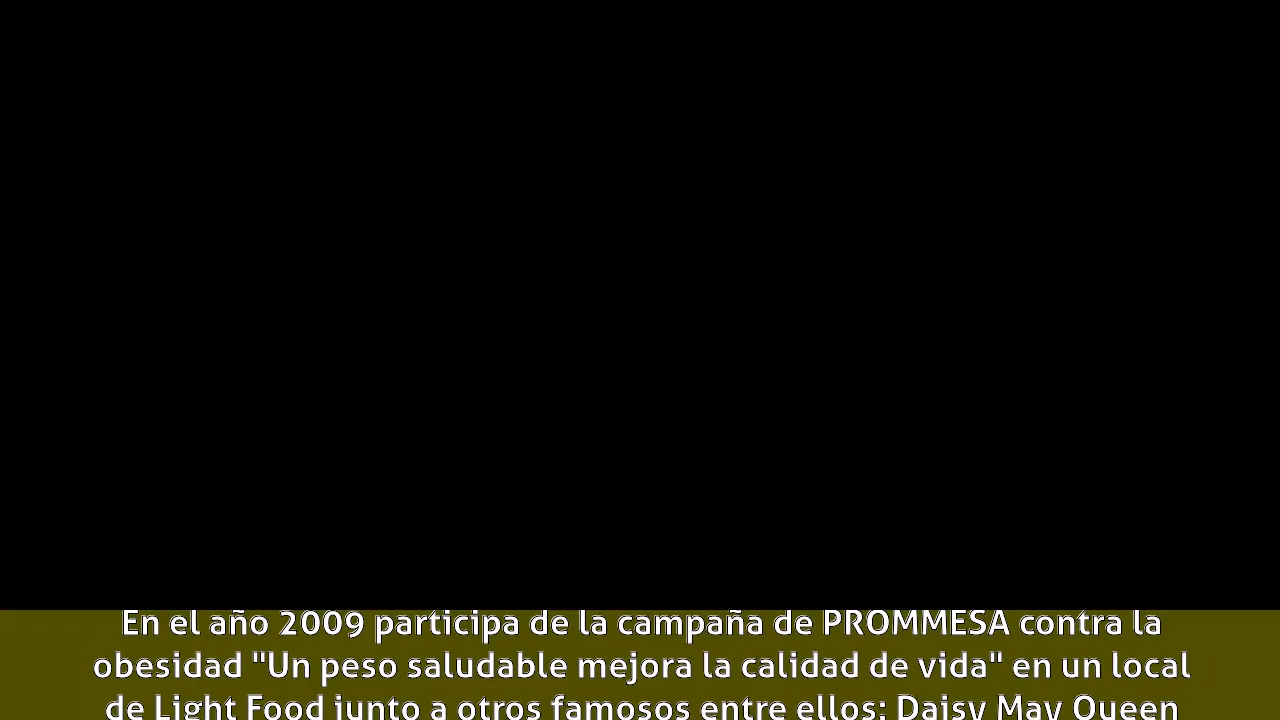 En el año 2009 participa de la campaña de PROMMESA contra la
obesidad "Un peso saludable mejora la calidad de vida" en un local
de Light Food junto a otros famosos entre ellos: Daisy May Queen